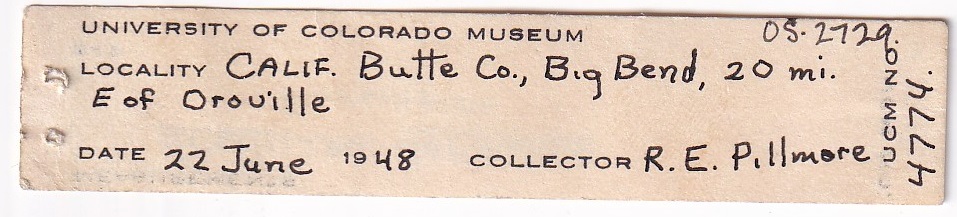 UNIVERSITY OF COLORADO MUSEUM OS-2729.
LOCALITY CALIF. Butte Co., Big Bend, 20 mi.
E of Oroville
DATE 22 June 1948 COLLECTOR R. E. Pillmore
UCM NO. 4774.